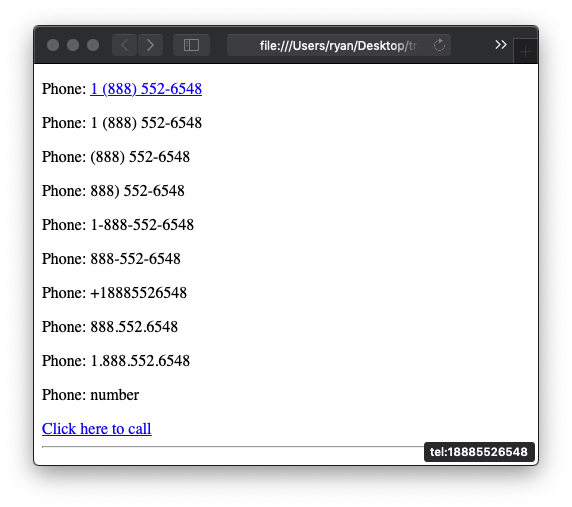 file:///Users/ryan/Desktop/tr
Phone: 1 (888) 552-6548
Phone: 1 (888) 552-6548
Phone: (888) 552-6548
Phone: 888) 552-6548
Phone: 1-888-552-6548
Phone: 888-552-6548
Phone: +18885526548
Phone: 888.552.6548
Phone: 1.888.552.6548
Phone: number
Click here to call
tel:18885526548